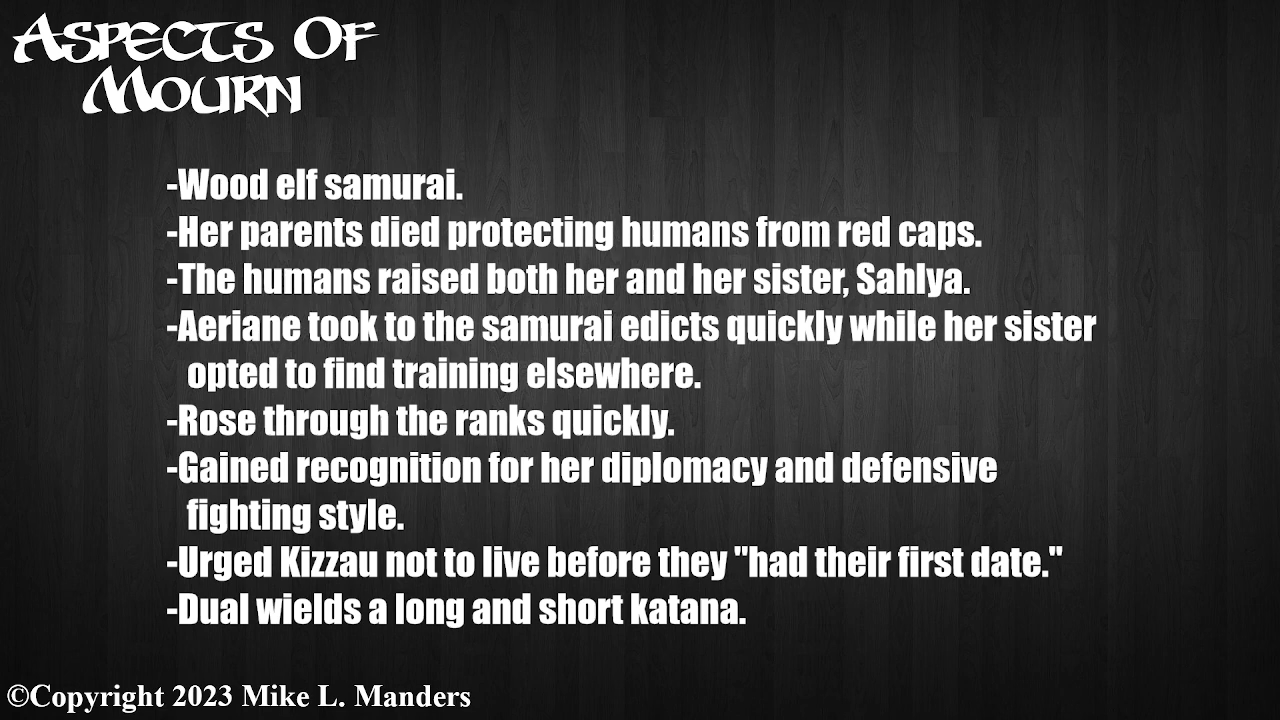 Aspects Of
Mourn
-Wood elf samurai.
-Her parents died protecting humans from red caps.
-The humans raised both her and her sister, Sahlya.
-Aeriane took to the samurai edicts quickly while her sister
opted to find training elsewhere.
-Rose through the ranks quickly.
-Gained recognition for her diplomacy and defensive
fighting style.
-Urged Kizzau not to live before they "had their first date."
-Dual wields a long and short katana.
©Copyright 2023 Mike L. Manders